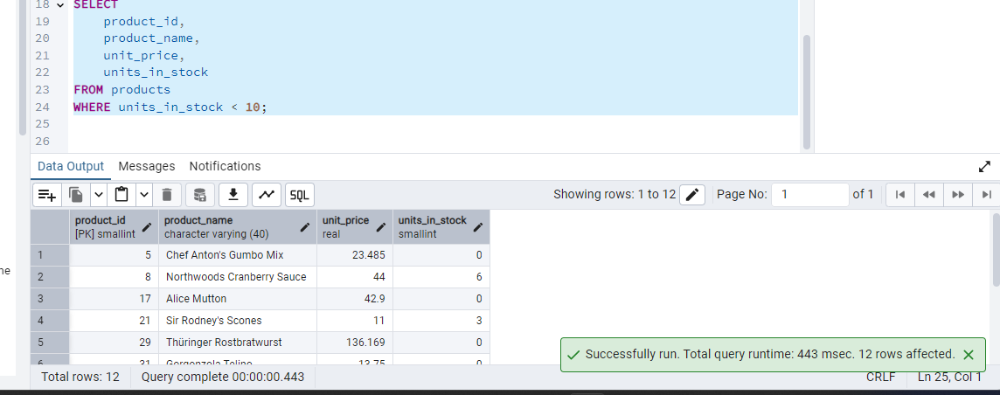 18 SELECT
19 product_id,
20 product_name,
21 unit_price,
22 units_in_stock
23 FROM products
24 WHERE units_in_stock < 10;
25
26
Data Output Messages Notifications
SQL Showing rows: 1 to 12 Page No: 1 of 1
product_id product_name unit_price units_in_stock
[PK] smallint character varying (40) real smallint
1 5 Chef Anton's Gumbo Mix 23.485 0
2 8 Northwoods Cranberry Sauce 44 6
3 17 Alice Mutton 42.9 0
ne
4 21 Sir Rodney's Scones 11 3
5 29 Thüringer Rostbratwurst 136.169 0
6 31 Gorgonzola Telino 13.75 0
Successfully run. Total query runtime: 443 msec. 12 rows affected.
Total rows: 12 Query complete 00:00:00.443 CRLF Ln 25, Col 1